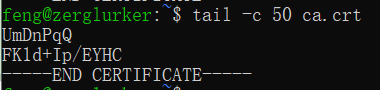 feng@zerglurker:~$ tail -c 50 ca.crt
UmDnPqQ
FK1d+Ip/EYHC
-----END CERTIFICATE-----